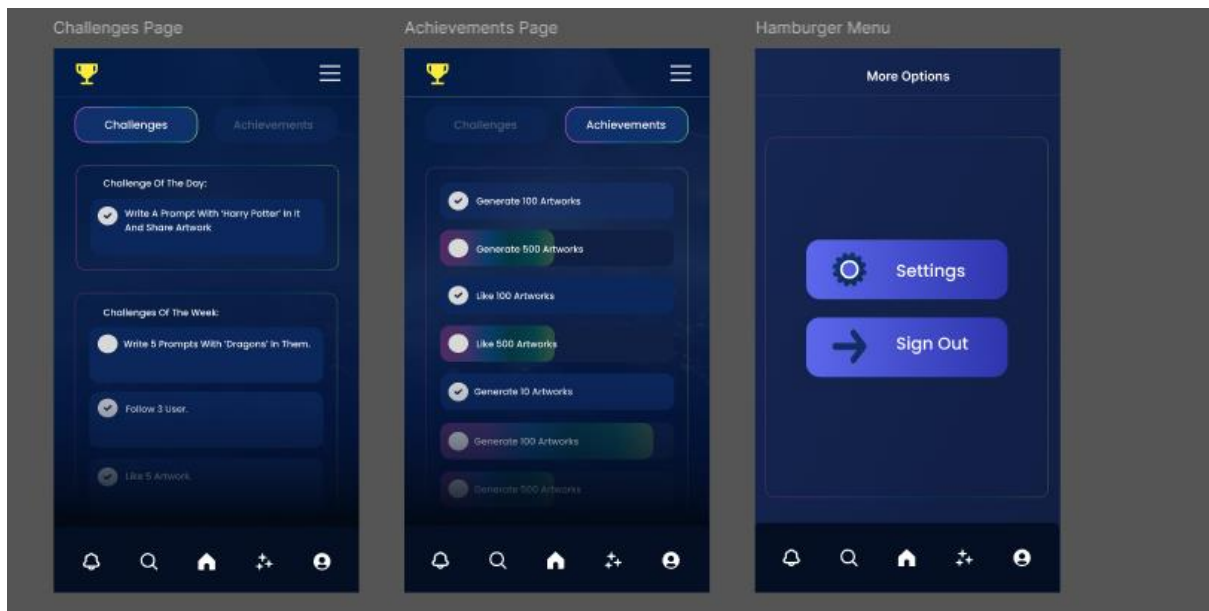 Challenges Page
Challenges
Achievements
Challenge Of The Day:
Write A Prompt With 'Harry Potter' In It
And Share Artwork
Challenges Of The Week:
Write 5 Prompts With 'Dragons' In Them.
Follow 3 User.
Like 5 Artwork.
Achievements Page
Challenges
Achievements
Generate 100 Artworks
Generate 500 Artworks
Like 100 Artworks
Like 500 Artworks
Generate 10 Artworks
Generate 100 Artworks
Generate 500 Artworks
Hamburger Menu
More Options
Settings
Sign Out